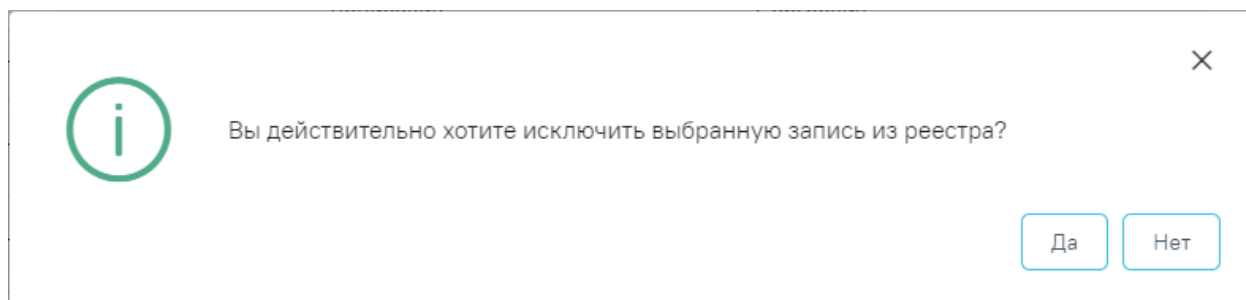 Вы действительно хотите исключить выбранную запись из реестра?
Да Нет